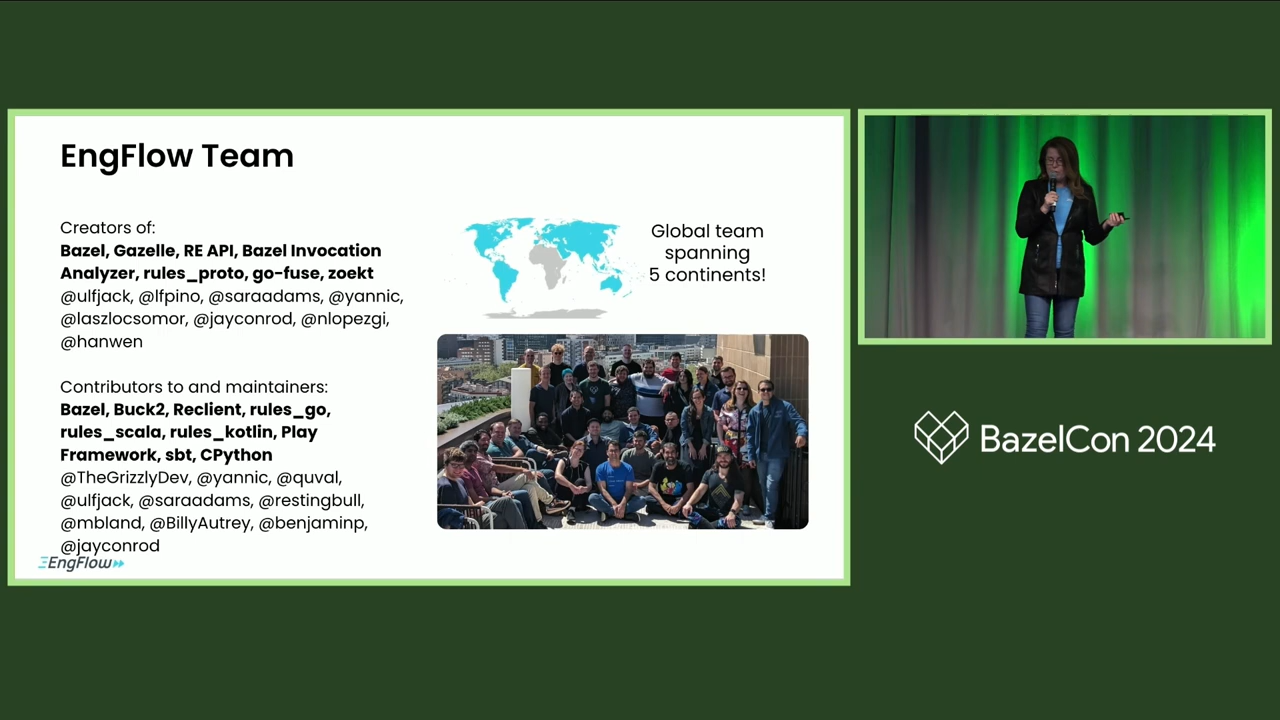 EngFlow Team
Creators of:
Bazel, Gazelle, RE API, Bazel Invocation
Analyzer, rules_proto, go-fuse, zoekt
@ulfjack, @lfpino, @saraadams, @yannic,
@laszlocsomor, @jayconrod, @nlopezgi,
@hanwen
Contributors to and maintainers:
Bazel, Buck2, Reclient, rules_go,
rules_scala, rules_kotlin, Play
Framework, sbt, CPython
@TheGrizzlyDev, @yannic, @quval,
@ulfjack, @saraadams, @restingbull,
@mbland, @BillyAutrey, @benjaminp,
@jayconrod
EngFlow
Global team
spanning
5 continents!
BazelCon 2024